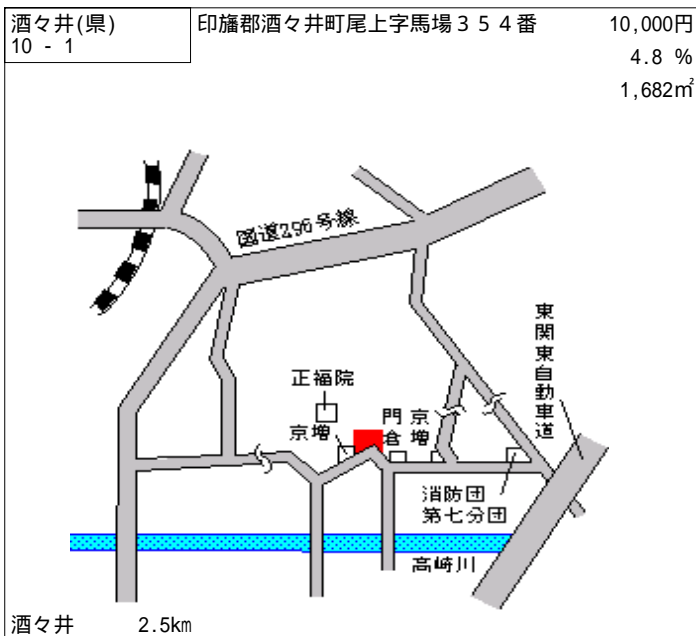 酒々井(県)
10 - 1
印旛郡酒々井町尾上字馬場３５４番
10,000円
4.8 %
1,682㎡
国道296号線
東関東自動車道
正福院
京増
門倉
京増
消防団
第七分団
高崎川
酒々井 2.5km